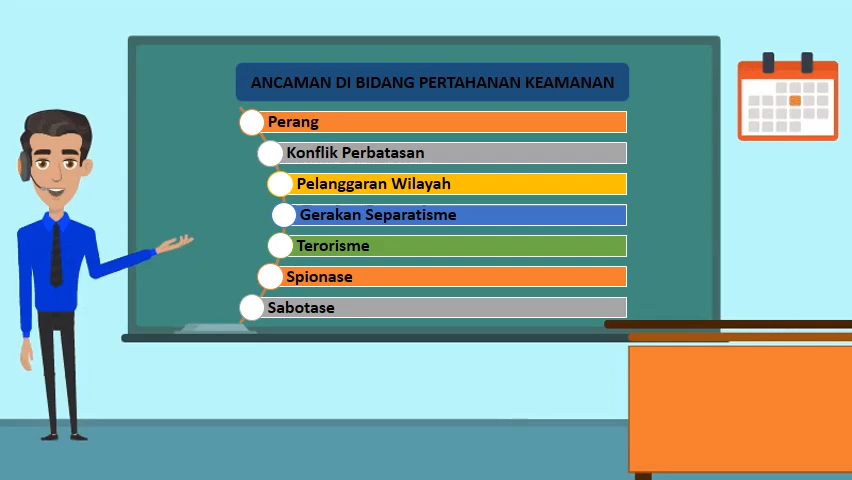 ANCAMAN DI BIDANG PERTAHANAN KEAMANAN
Perang
Konflik Perbatasan
Pelanggaran Wilayah
Gerakan Separatisme
Terorisme
Spionase
Sabotase